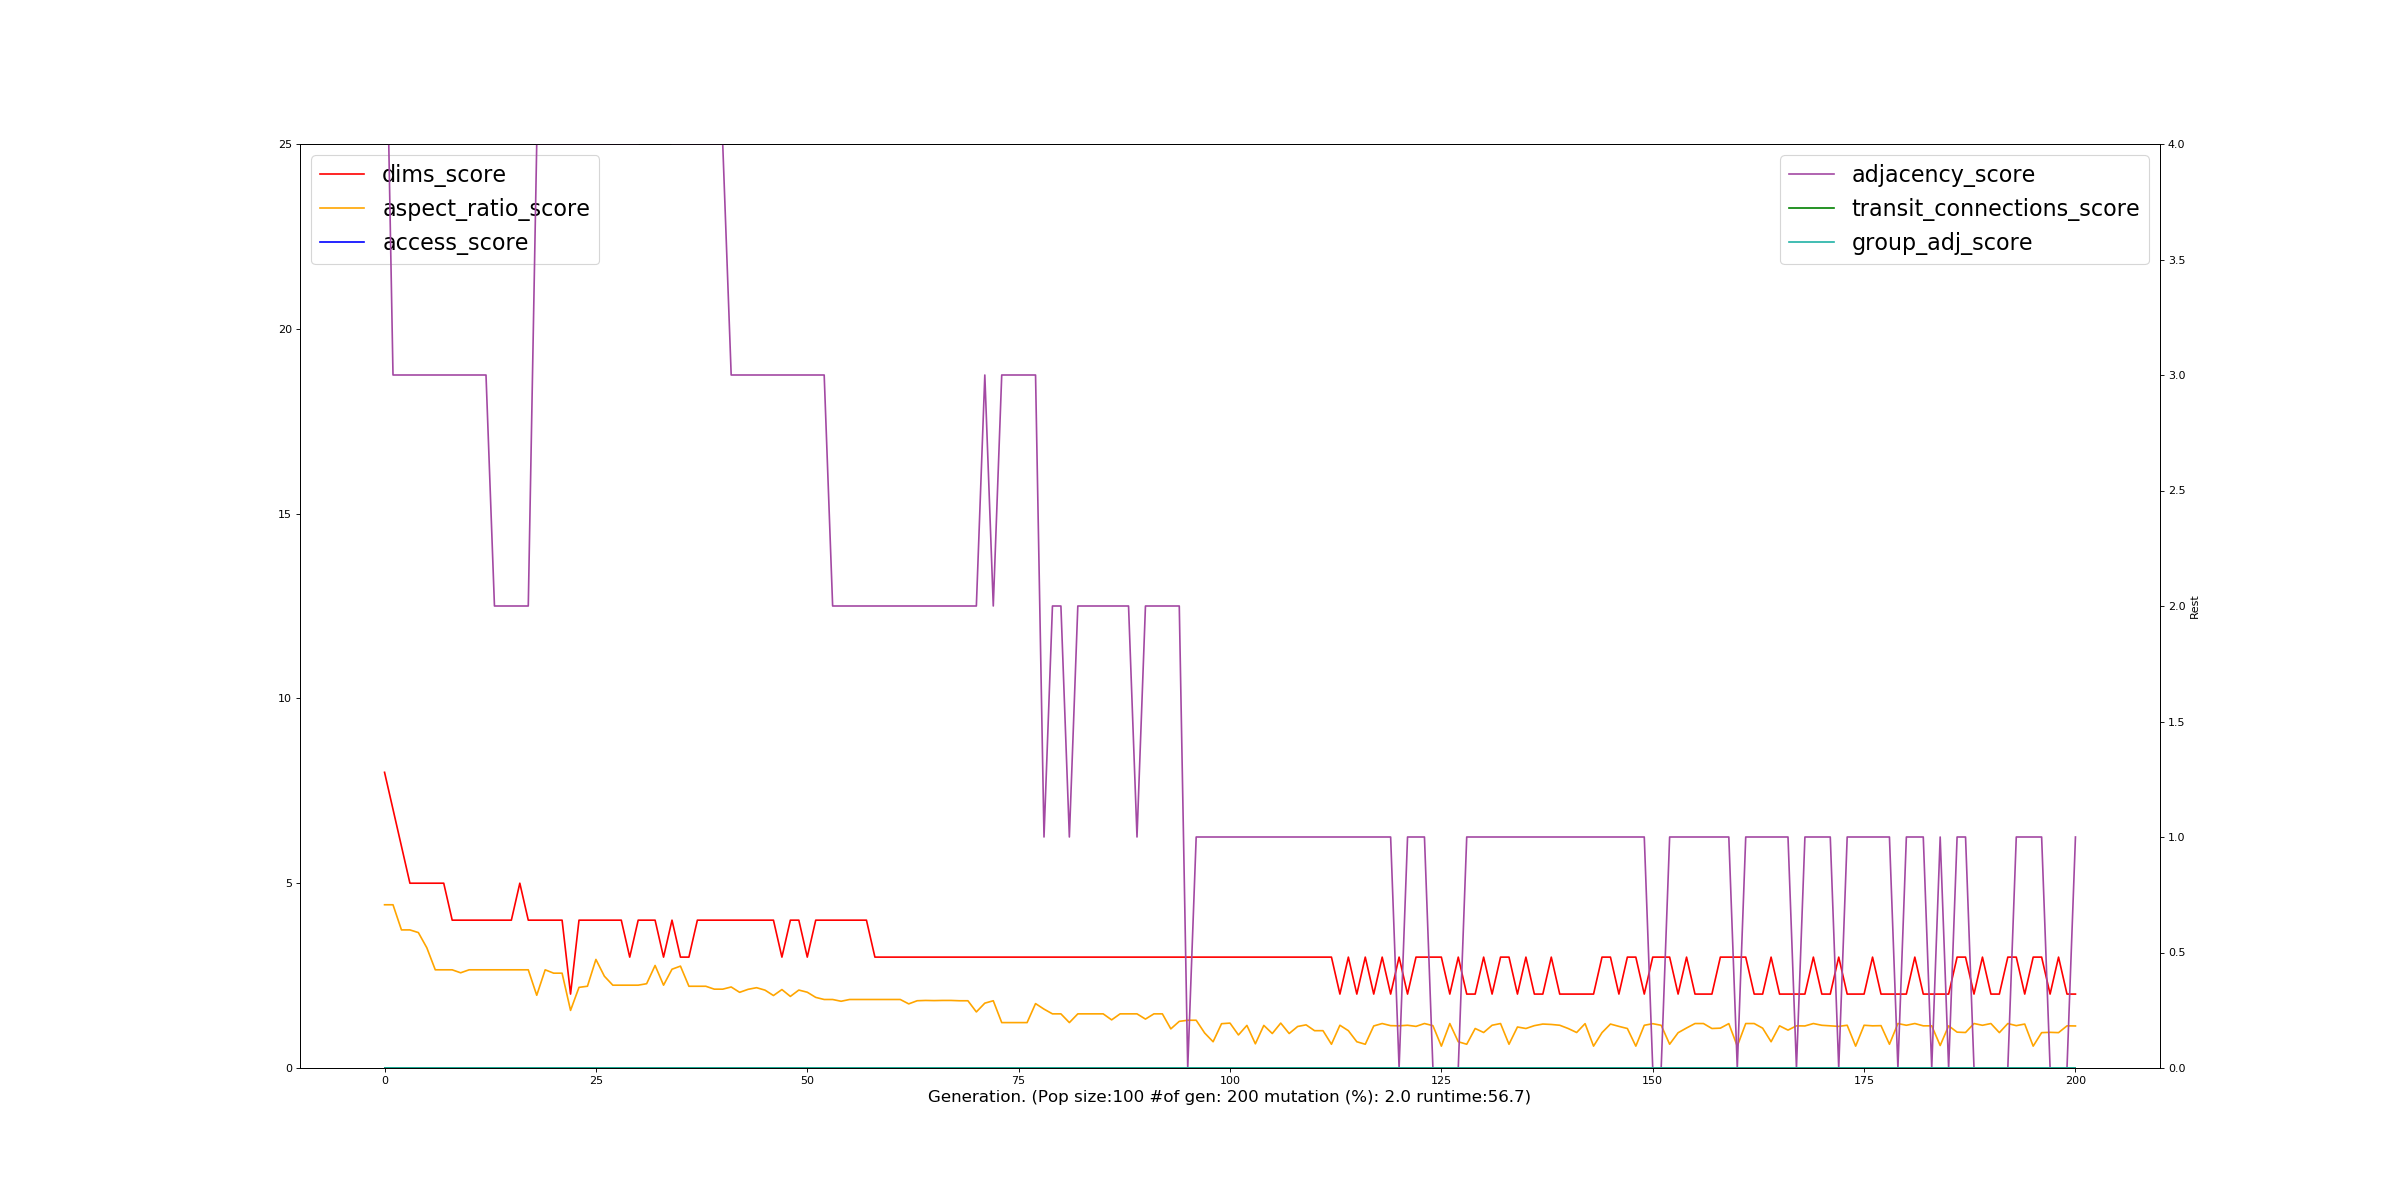 dims_score
aspect_ratio_score
access_score
adjacency_score
transit_connections_score
group_adj_score
25
20
15
10
5
0
4.0
3.5
3.0
2.5
2.0
1.5
1.0
0.5
0.0
Rest
0 25 50 75 100 125 150 175 200
Generation. (Pop size:100 #of gen: 200 mutation (%): 2.0 runtime:56.7)